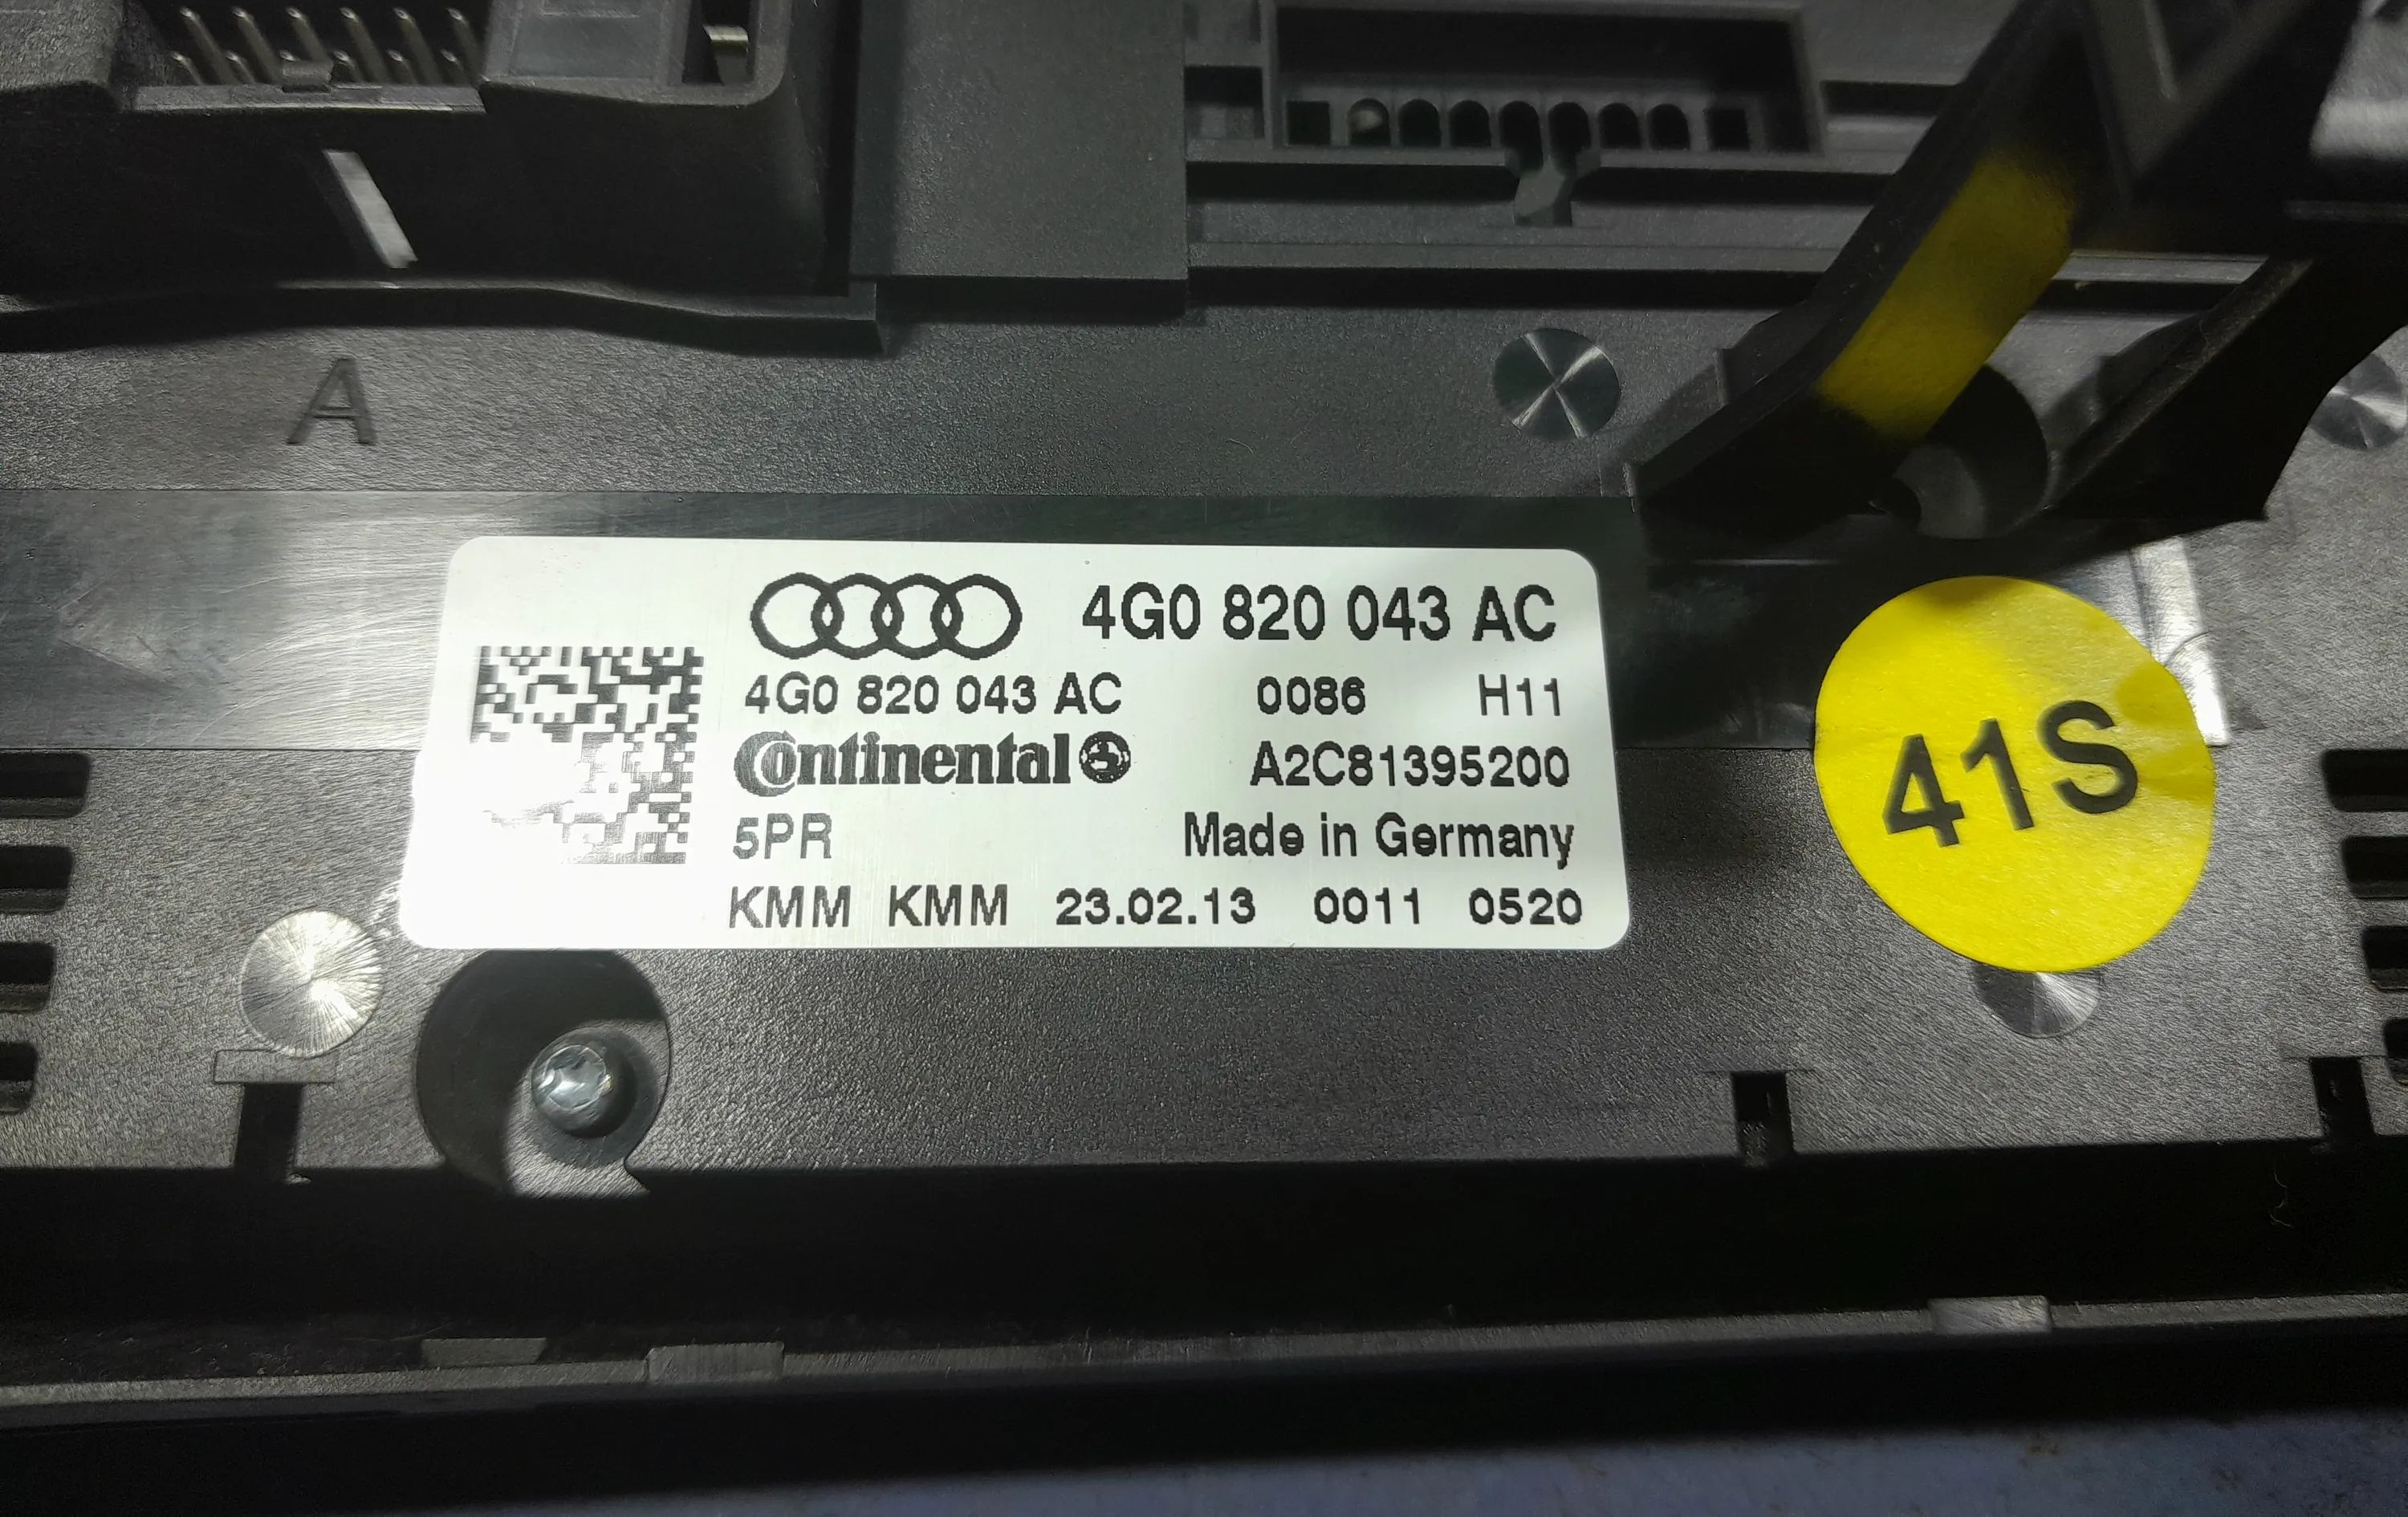 A
4G0 820 043 AC
4G0 820 043 AC 0086 H11
Continental A2C81395200
5PR Made in Germany
KMM KMM 23.02.13 0011 0520
41S